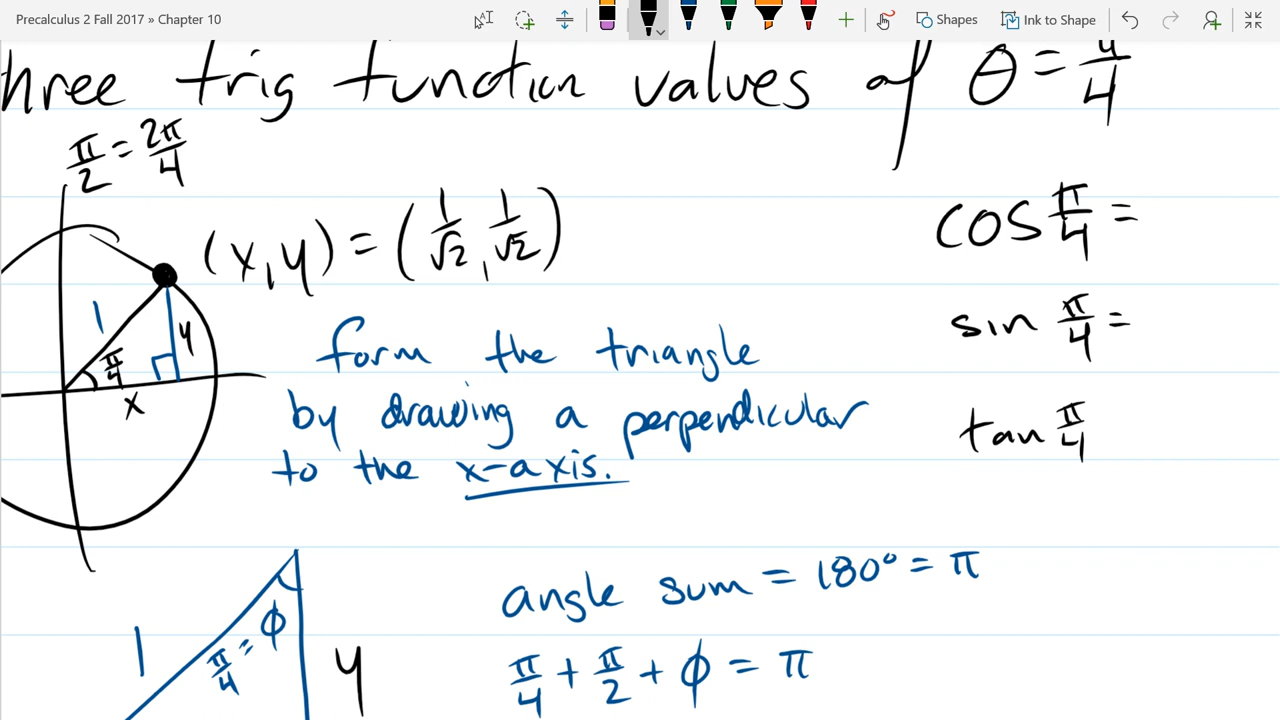 Precalculus 2 Fall 2017 » Chapter 10
Shapes
Ink to Shape
three trig function values of θ = π/4
π/2 = 2π/4
(x,y) = (1/√2, 1/√2)
cos π/4 =
sin π/4 =
tan π/4
1
π/4
y
x
form the triangle
by drawing a perpendicular
to the x-axis.
angle sum = 180° = π
π/4 + π/2 + φ = π
1
π/4 = φ
y